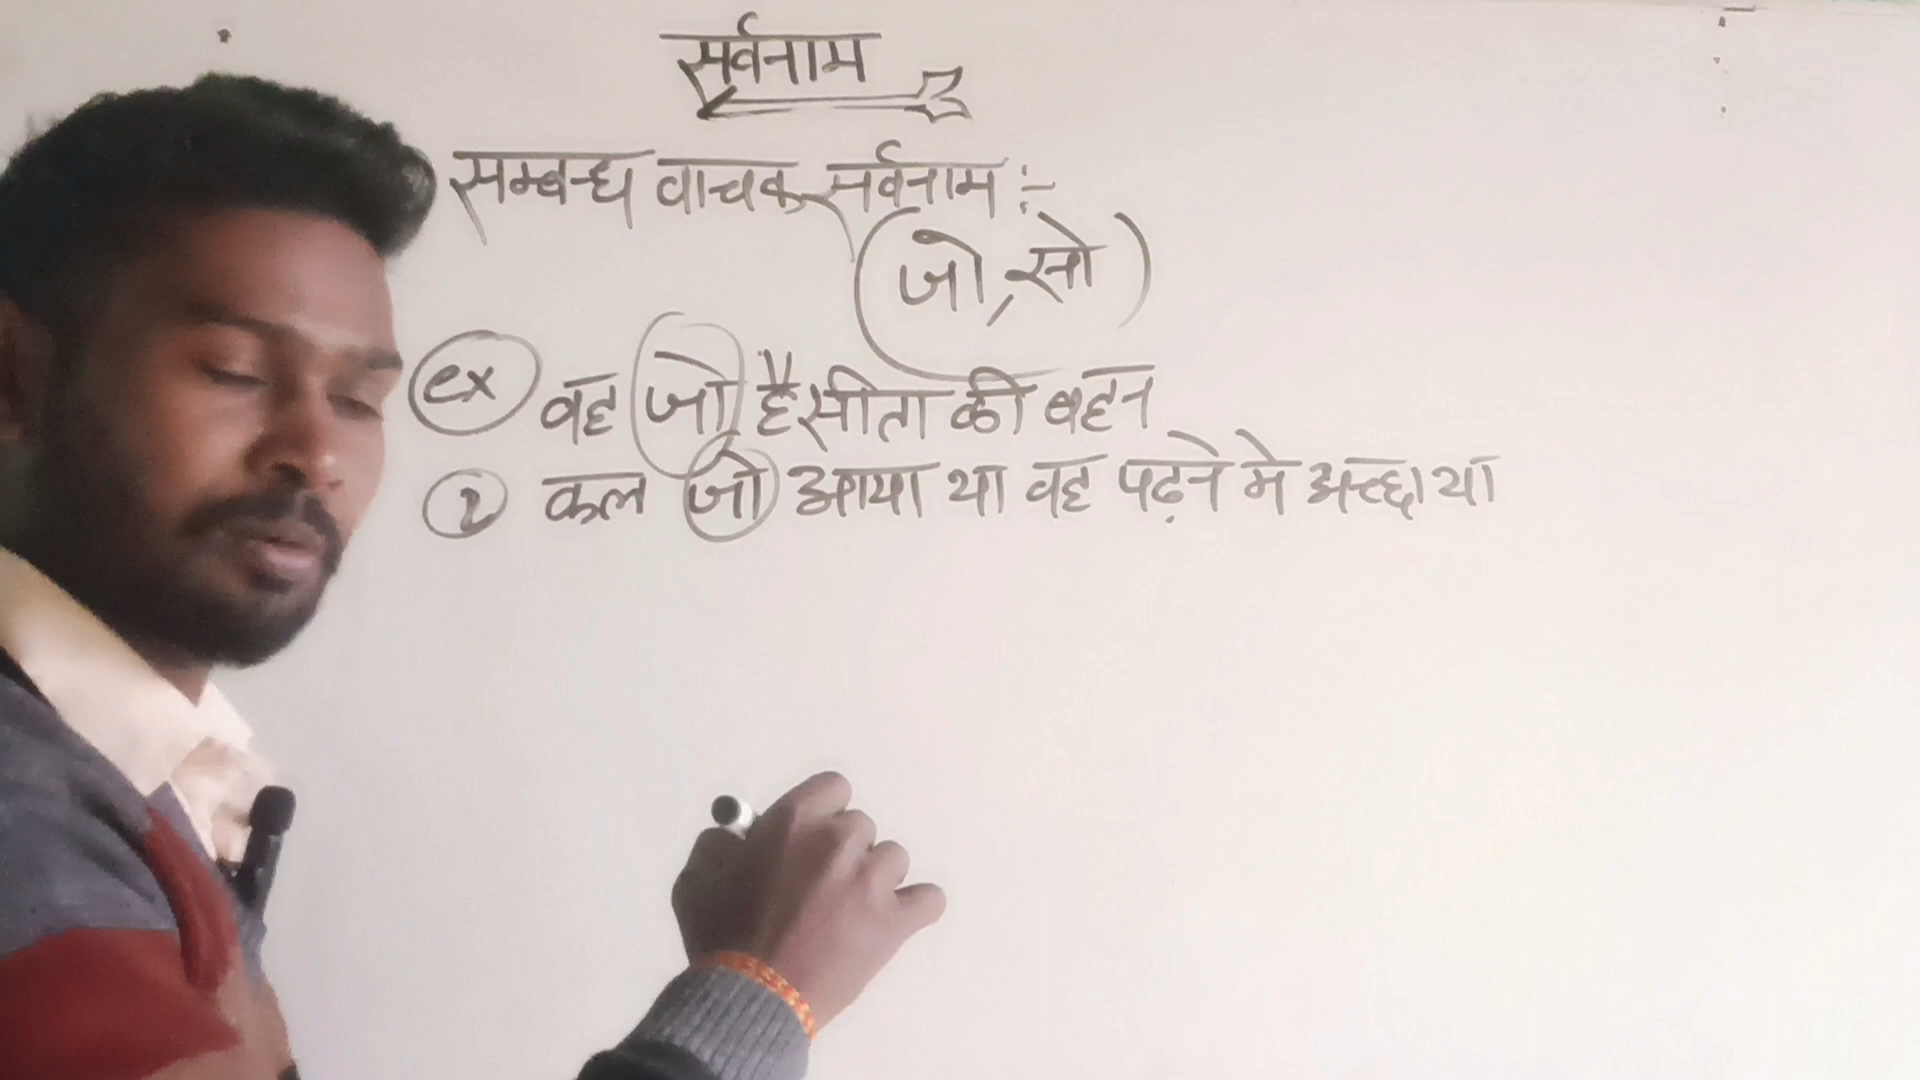 सर्वनाम
सम्बन्ध वाचक सर्वनाम :-
(जो, सो)
ex वह जो है सीता की बहन
2 कल जो आया था वह पढ़ने मे अच्छा था